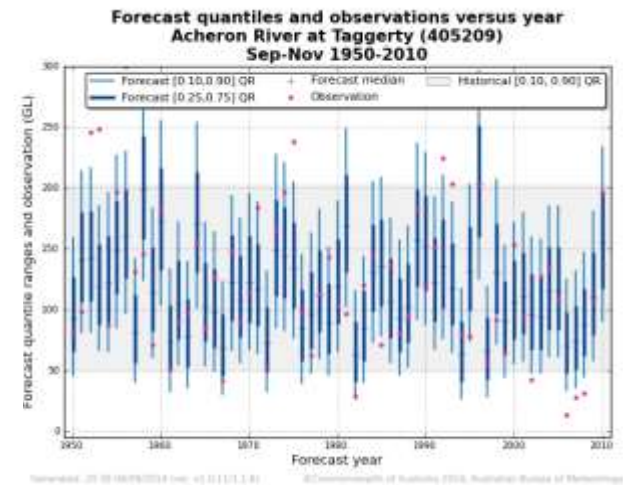 Forecast quantiles and observations versus year
Acheron River at Taggerty (405209)
Sep-Nov 1950-2010
Forecast [0.10,0.90] QR
Forecast [0.25,0.75] QR
Forecast median
Observation
Historical [0.10, 0.90] QR
Forecast quantile ranges and observation (GL)
300
250
200
150
100
50
0
1950
1960
1970
1980
1990
2000
2010
Forecast year
©Commonwealth of Australia 2014, Australian Bureau of Meteorology